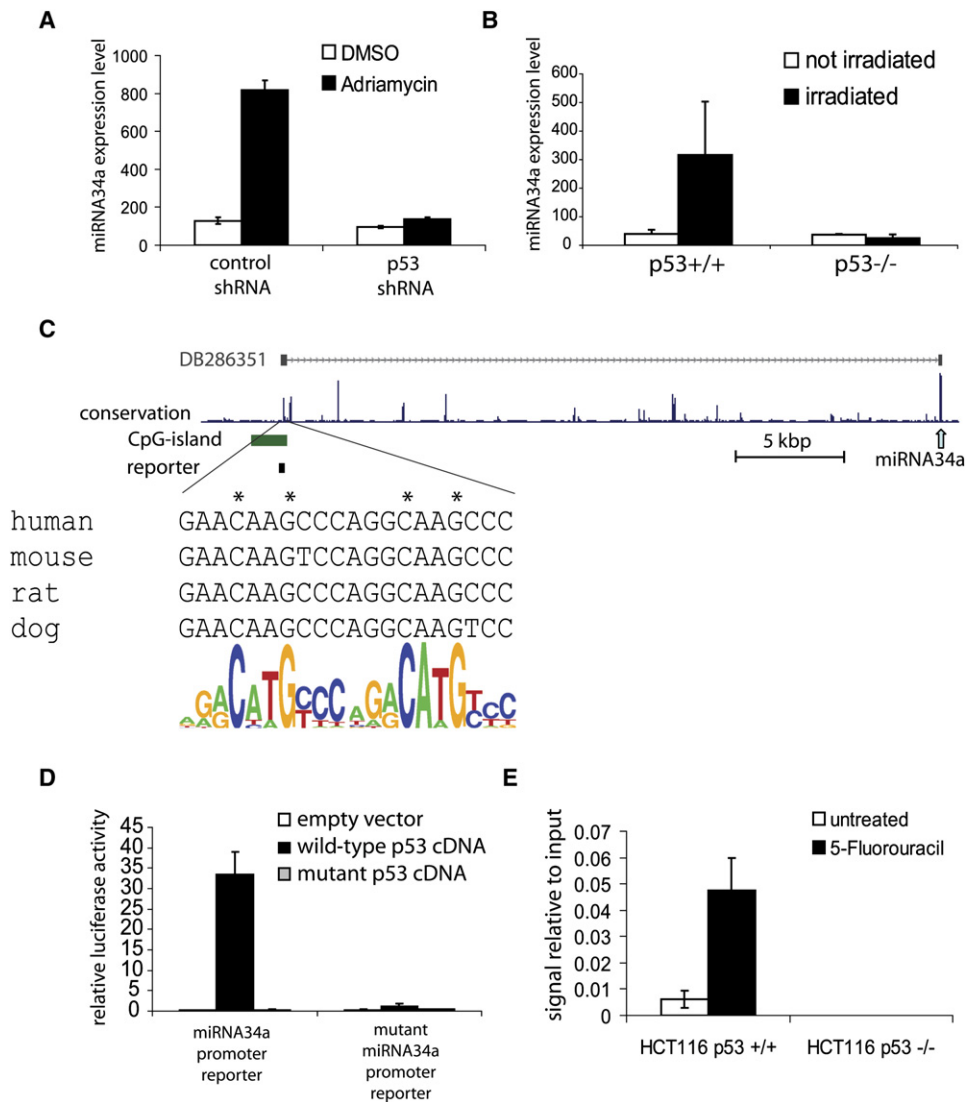 A
miRNA34a expression level
1000
800
600
400
200
0
DMSO
Adriamycin
control
shRNA
p53
shRNA
B
miRNA34a expression level
600
500
400
300
200
100
0
not irradiated
irradiated
p53+/+
p53-/-
C
DB286351
conservation
CpG-island
reporter
5 kbp
miRNA34a
* * * *
human GAACAAGCCCAGGCAAGCCC
mouse GAACAAGTCCAGGCAAGCCC
rat GAACAAGCCCAGGCAAGCCC
dog GAACAAGCCCAGGCAAGTCC
D
relative luciferase activity
45
40
35
30
25
20
15
10
5
0
empty vector
wild-type p53 cDNA
mutant p53 cDNA
miRNA34a
promoter
reporter
mutant
miRNA34a
promoter
reporter
E
signal relative to input
0.07
0.06
0.05
0.04
0.03
0.02
0.01
0
untreated
5-Fluorouracil
HCT116 p53 +/+
HCT116 p53 -/-